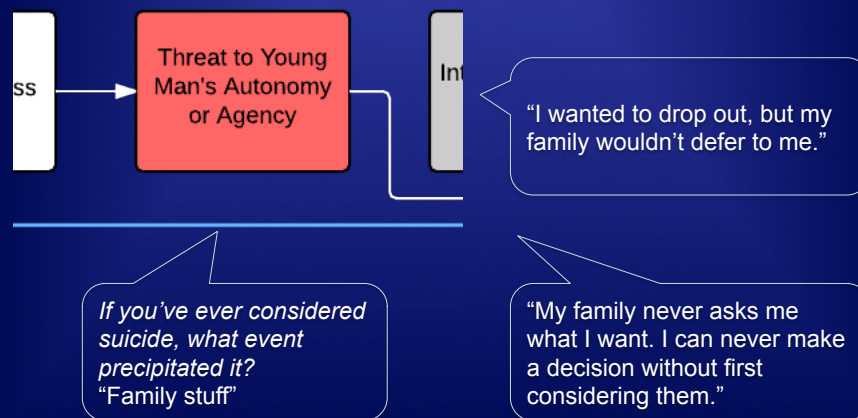 Threat to Young
Man's Autonomy
or Agency
“I wanted to drop out, but my
family wouldn’t defer to me.”
If you’ve ever considered
suicide, what event
precipitated it?
“Family stuff”
“My family never asks me
what I want. I can never make
a decision without first
considering them.”